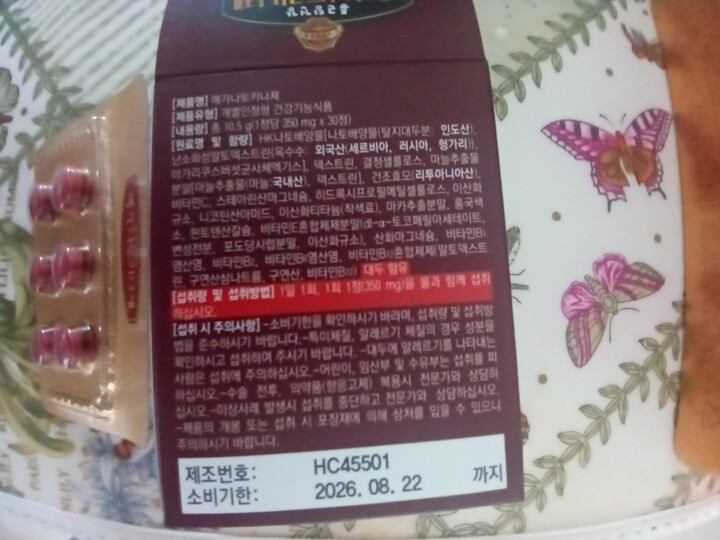 [제품명] 메가나토키나제
[제품유형] 개별인정형 건강기능식품
[내용량] 총 10.5 g(1정당 350 mg x 30정)
[원료명 및 함량] HK나토배양물[나토배양물(탈지대두분: 인도산),
난소화성말토덱스트린(옥수수: 외국산(세르비아, 러시아, 헝가리)),
아가리쿠스버섯균사체엑기스], 덱스트린, 결정셀룰로스, 마늘추출물
분말[마늘추출물(마늘:국내산), 덱스트린], 건조효모(리투아니아산),
비타민C, 스테아린산마그네슘, 히드록시프로필메틸셀룰로스, 이산화
규소, 니코틴산아미드, 이산화티타늄(착색료), 마카추출분말, 홍국색
소, 판토텐산칼슘, 비타민E혼합제제분말(dl-α-토코페릴아세테이트,
변성전분, 포도당시럽분말, 이산화규소), 산화마그네슘, 비타민B₁
염산염, 비타민B₂, 비타민B₆염산염, 비타민B₁₂혼합제제(말토덱스트
린, 구연산삼나트륨, 구연산, 비타민B₁₂) 대두 함유
[섭취량 및 섭취방법] 1일 1회, 1회 1정(350 mg)을 물과 함께 섭취
하십시오.
[섭취 시 주의사항] -소비기한을 확인하시기 바라며, 섭취량 및 섭취방
법을 준수하시기 바랍니다. -특이체질, 알레르기 체질의 경우 성분을
확인하시고 섭취하여 주시기 바랍니다. -대두에 알레르기를 나타내는
사람은 섭취에 주의하십시오. -어린이, 임산부 및 수유부는 섭취를 피
하십시오. -수술 전후, 의약품(항응고제) 복용시 전문가와 상담하
십시오 -이상사례 발생시 섭취를 중단하고 전문가와 상담하십시오.
-제품의 개봉 또는 섭취 시 포장재에 의해 상처를 입을 수 있으니
주의하시기 바랍니다.
제조번호: HC45501
소비기한: 2026. 08. 22 까지